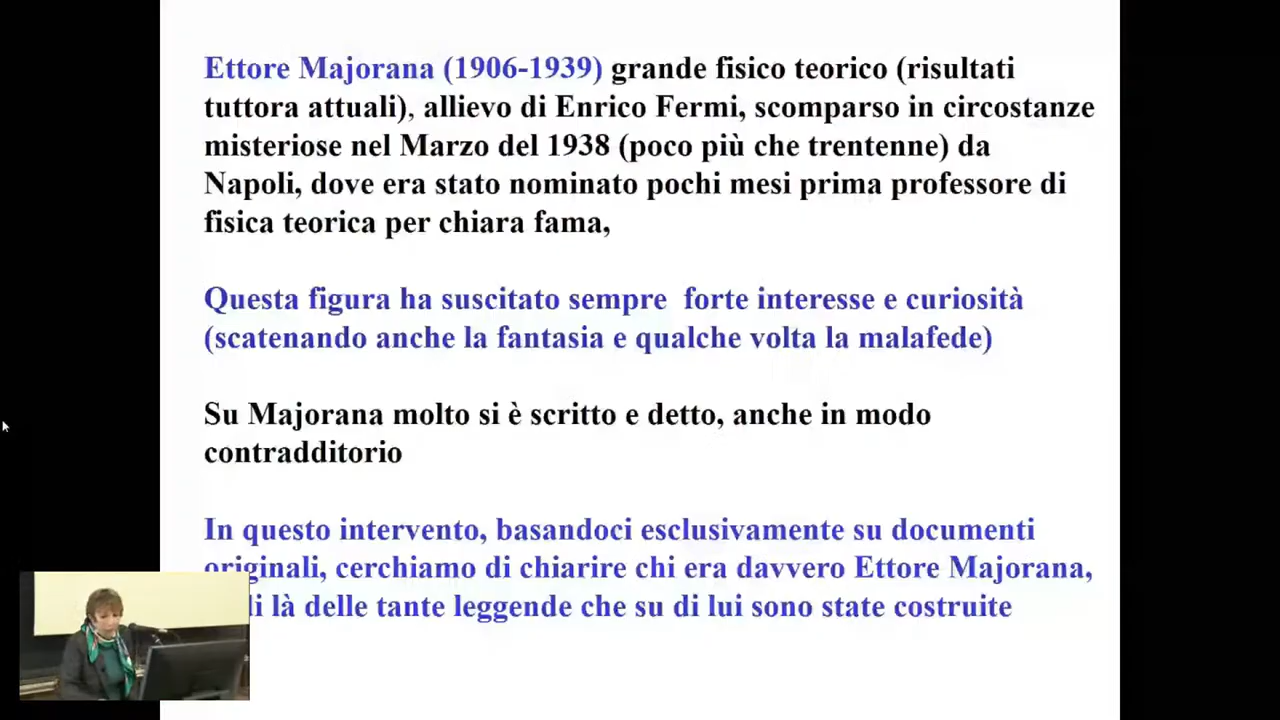 Ettore Majorana (1906-1939) grande fisico teorico (risultati
tuttora attuali), allievo di Enrico Fermi, scomparso in circostanze
misteriose nel Marzo del 1938 (poco più che trentenne) da
Napoli, dove era stato nominato pochi mesi prima professore di
fisica teorica per chiara fama,
Questa figura ha suscitato sempre forte interesse e curiosità
(scatenando anche la fantasia e qualche volta la malafede)
Su Majorana molto si è scritto e detto, anche in modo
contradditorio
In questo intervento, basandoci esclusivamente su documenti
originali, cerchiamo di chiarire chi era davvero Ettore Majorana,
di là delle tante leggende che su di lui sono state costruite